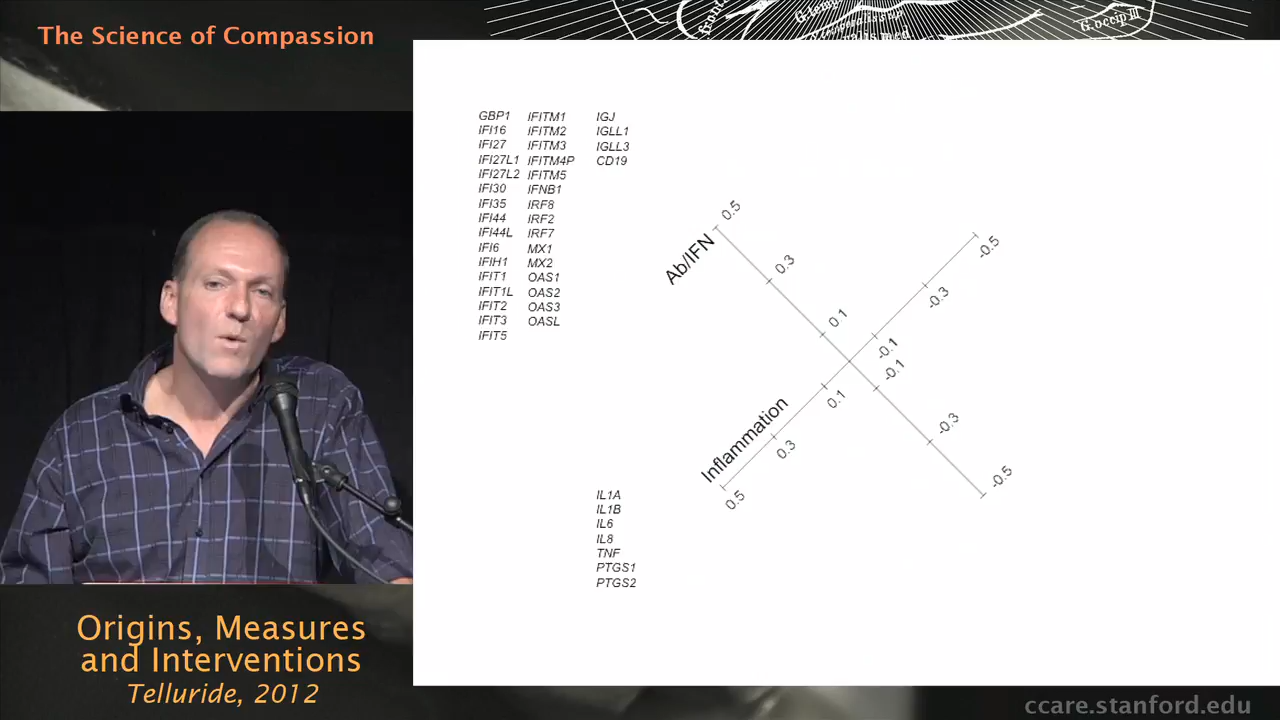 The Science of Compassion
G.temp
G.occip III
GBP1 IFITM1 IGJ
IFI16 IFITM2 IGLL1
IFI27 IFITM3 IGLL3
IFI27L1 IFITM4P CD19
IFI27L2 IFITM5
IFI30 IFNB1
IFI35 IRF8
IFI44 IRF2
IFI44L IRF7
IFI6 MX1
IFIH1 MX2
IFIT1 OAS1
IFIT1L OAS2
IFIT2 OAS3
IFIT3 OASL
IFIT5
Ab/IFN
0.5
0.3
0.1
-0.1
-0.3
-0.5
-0.5
-0.3
-0.1
0.1
0.3
0.5
Inflammation
IL1A
IL1B
IL6
IL8
TNF
PTGS1
PTGS2
Origins, Measures
and Interventions
Telluride, 2012
ccare.stanford.edu